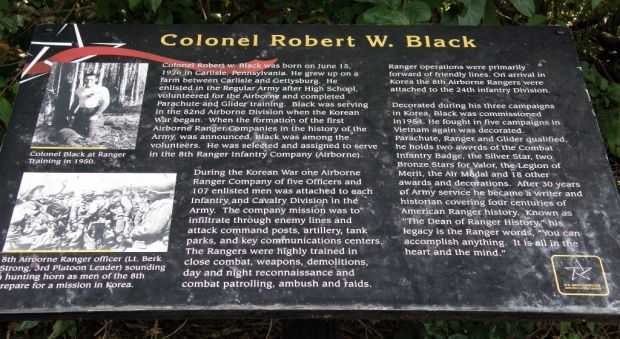 Colonel Robert W. Black
Colonel Robert w. Black was born on June 15,
1926 in Carlisle, Pennsylvania. He grew up on a
farm between Carlisle and Gettysburg. He
enlisted in the Regular Army after High School,
volunteered for the Airborne and completed
Parachute and Glider training. Black was serving
in the 82nd Airborne Division when the Korean
War began. When the formation of the first
Airborne Ranger Companies in the history of the
Army, was announced, Black was among the
volunteers. He was selected and assigned to serve
in the 8th Ranger Infantry Company (Airborne).
Colonel Black at Ranger
Training in 1950.
During the Korean War one Airborne
Ranger Company of five Officers and
107 enlisted men was attached to each
Infantry and Cavalry Division in the
Army. The company mission was to
infiltrate through enemy lines and
attack command posts, artillery, tank
parks, and key communications centers.
The Rangers were highly trained in
close combat, weapons, demolitions,
day and night reconnaissance and
combat patrolling, ambush and raids.
8th Airborne Ranger officer (Lt. Berk
Strong, 3rd Platoon Leader) sounding
hunting horn as men of the 8th
prepare for a mission in Korea.
Ranger operations were primarily
forward of friendly lines. On arrival in
Korea the 8th Airborne Rangers were
attached to the 24th infantry Division.
Decorated during his three campaigns
in Korea, Black was commissioned
in 1952. He fought in five campaigns in
Vietnam again was decorated.
Parachute, Ranger and Glider qualified,
he holds two awards of the Combat
Infantry Badge, the Silver Star, two
Bronze Stars for Valor, the Legion of
Merit, the Air Modal and 18 other
awards and decorations. After 30 years
of Army service he became a writer and
historian covering four centuries of
American Ranger history. Known as
"The Dean of Ranger History," his
legacy is the Ranger words, "You can
accomplish anything. It is all in the
heart and the mind."